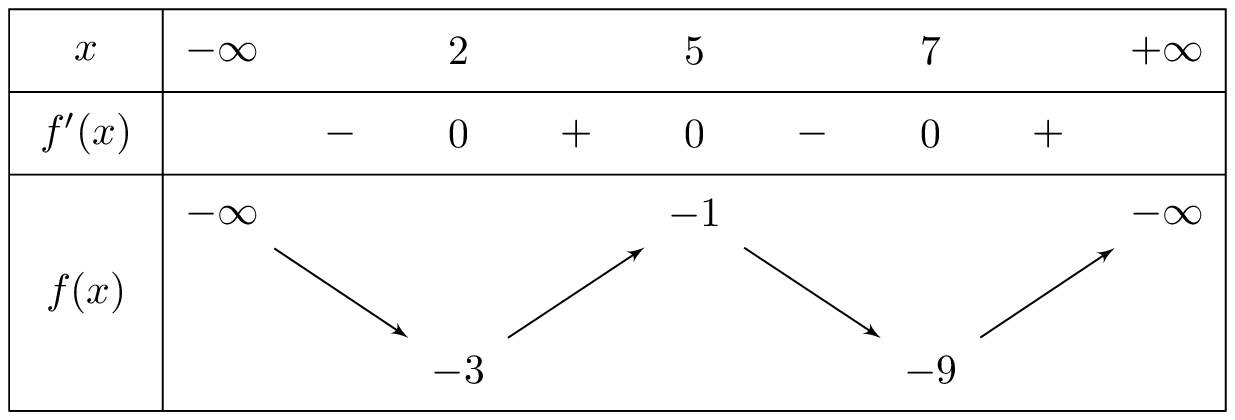 x −∞ 2 5 7 +∞
f′(x) − 0 + 0 − 0 +
−∞ −1 −∞
f(x)
−3 −9